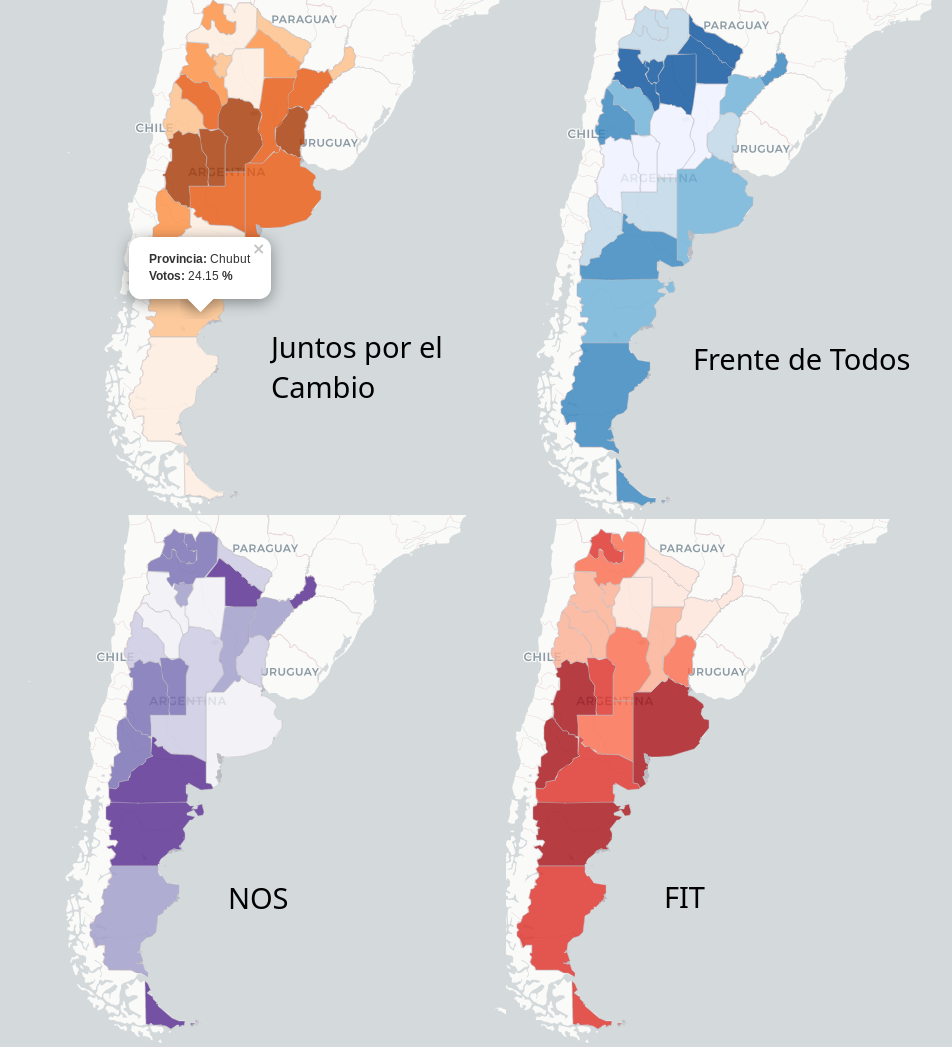 PARAGUAY
CHILE
URUGUAY
ARGENTINA
×
Provincia: Chubut
Votos: 24.15 %
Juntos por el
Cambio
PARAGUAY
CHILE
URUGUAY
ARGENTINA
Frente de Todos
PARAGUAY
CHILE
URUGUAY
ARGENTINA
NOS
PARAGUAY
CHILE
URUGUAY
ARGENTINA
FIT